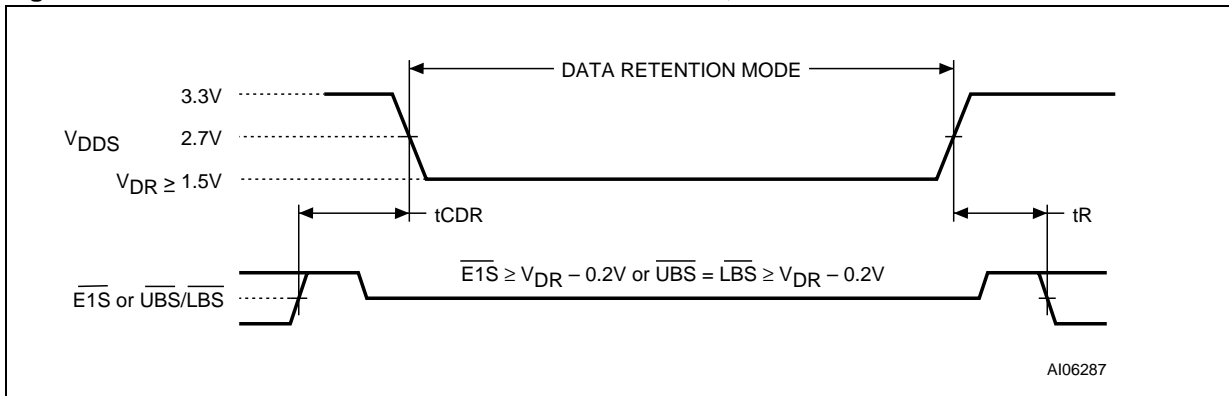 DATA RETENTION MODE
3.3V
VDDS 2.7V
VDR ≥ 1.5V
tCDR
tR
E1S ≥ VDR – 0.2V or UBS = LBS ≥ VDR – 0.2V
E1S or UBS/LBS
AI06287